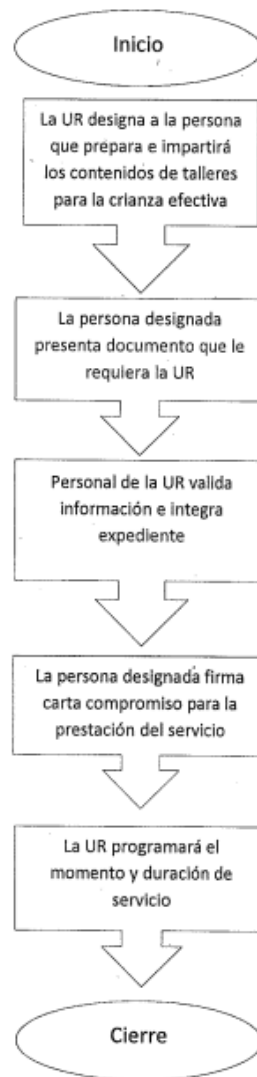 Inicio
La UR designa a la persona
que prepara e impartirá
los contenidos de talleres
para la crianza efectiva
La persona designada
presenta documento que le
requiera la UR
Personal de la UR valida
información e integra
expediente
La persona designada firma
carta compromiso para la
prestación del servicio
La UR programará el
momento y duración de
servicio
Cierre